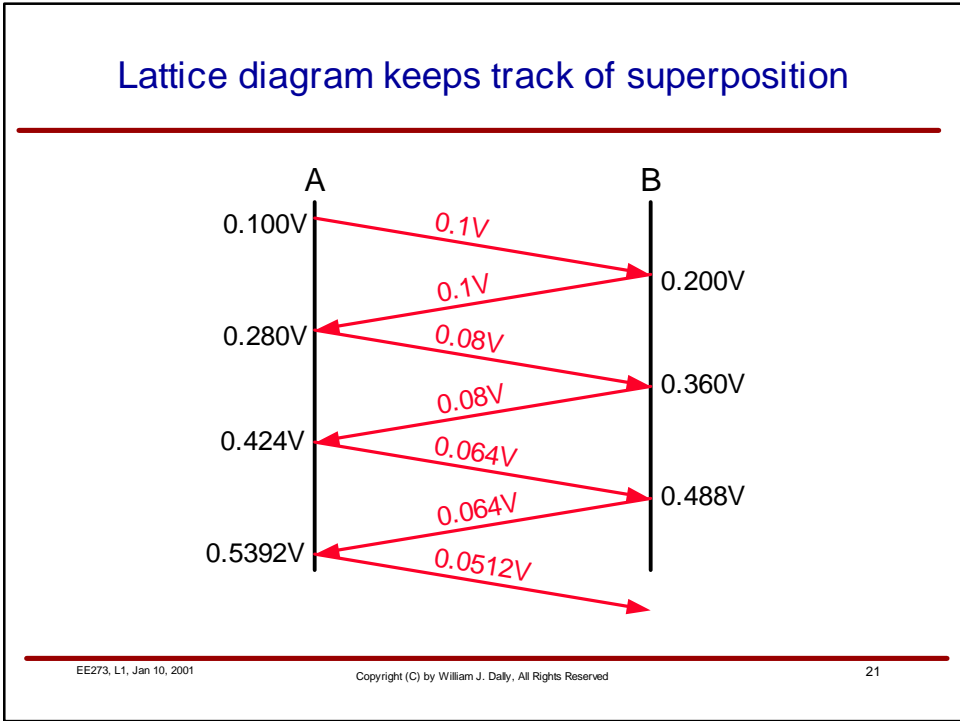 Lattice diagram keeps track of superposition
A
B
0.100V
0.1V
0.200V
0.1V
0.280V
0.08V
0.360V
0.08V
0.424V
0.064V
0.488V
0.064V
0.5392V
0.0512V
EE273, L1, Jan 10, 2001
Copyright (C) by William J. Dally, All Rights Reserved
21